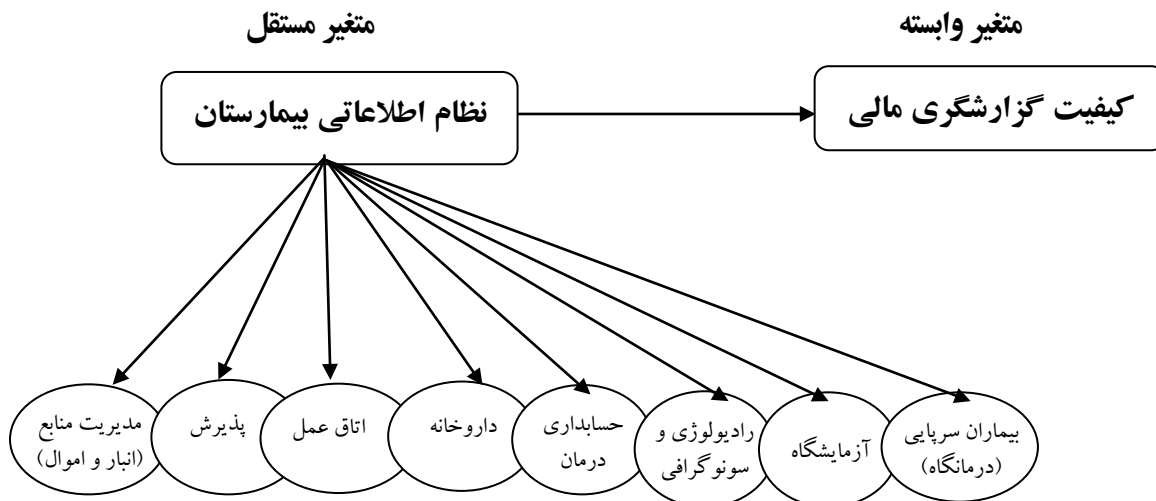 متغیر وابسته
متغیر مستقل
کیفیت گزارشگری مالی
نظام اطلاعاتی بیمارستان
بیماران سرپایی
(درمانگاه)
آزمایشگاه
رادیولوژی و
سونوگرافی
حسابداری
درمان
داروخانه
اتاق عمل
پذیرش
مدیریت منابع
(انبار و اموال)